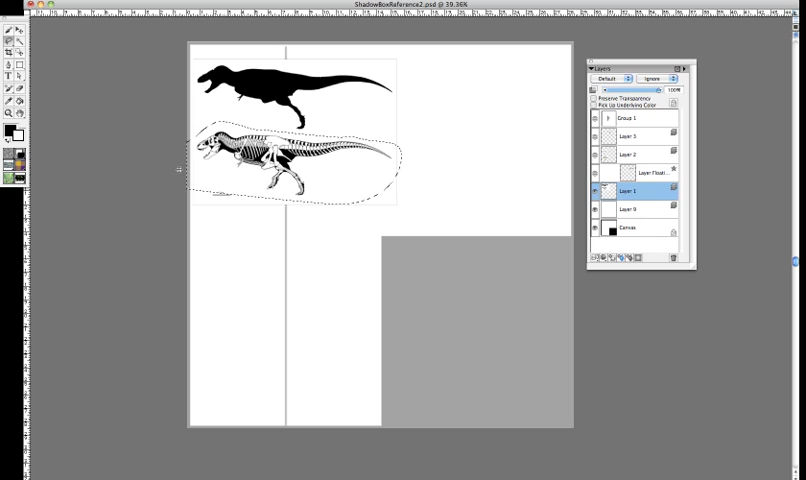 ShadowBoxReference2.psd @ 39.36%
Layers
Default Ignore
100%
Preserve Transparency
Pick Up Underlying Color
Group 1
Layer 3
Layer 2
Layer Floati...
Layer 1
Layer 9
Canvas